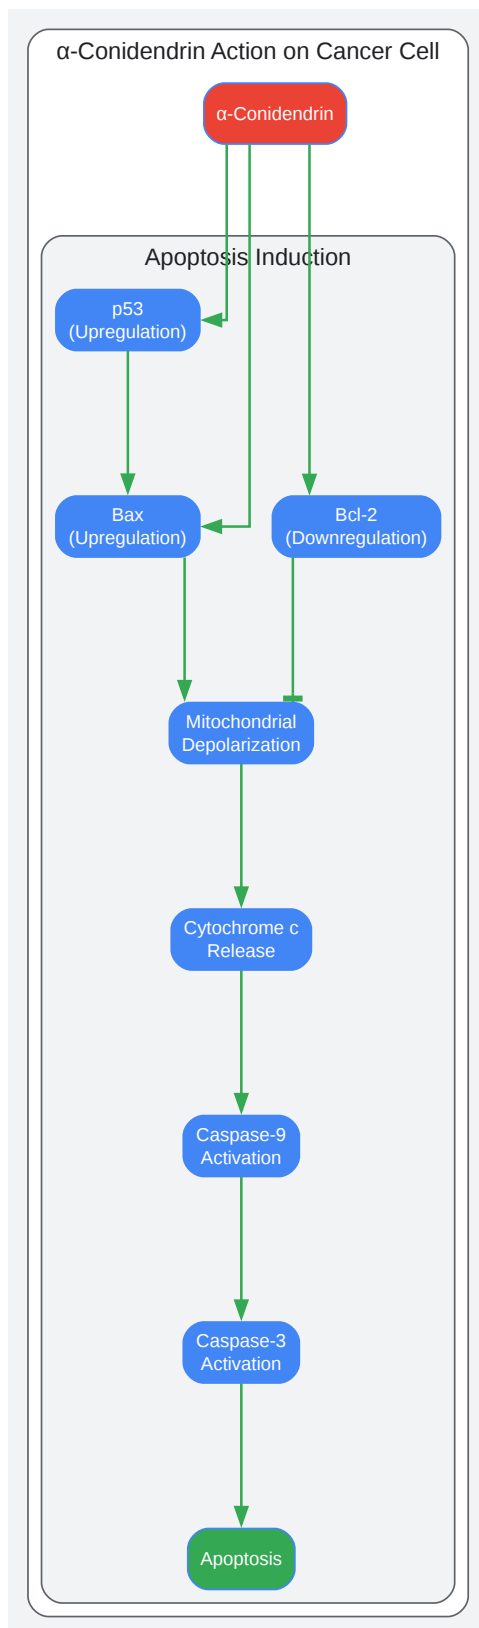 α-Conidendrin Action on Cancer Cell
α-Conidendrin
Apoptosis Induction
p53
(Upregulation)
Bax
(Upregulation)
Bcl-2
(Downregulation)
Mitochondrial
Depolarization
Cytochrome c
Release
Caspase-9
Activation
Caspase-3
Activation
Apoptosis